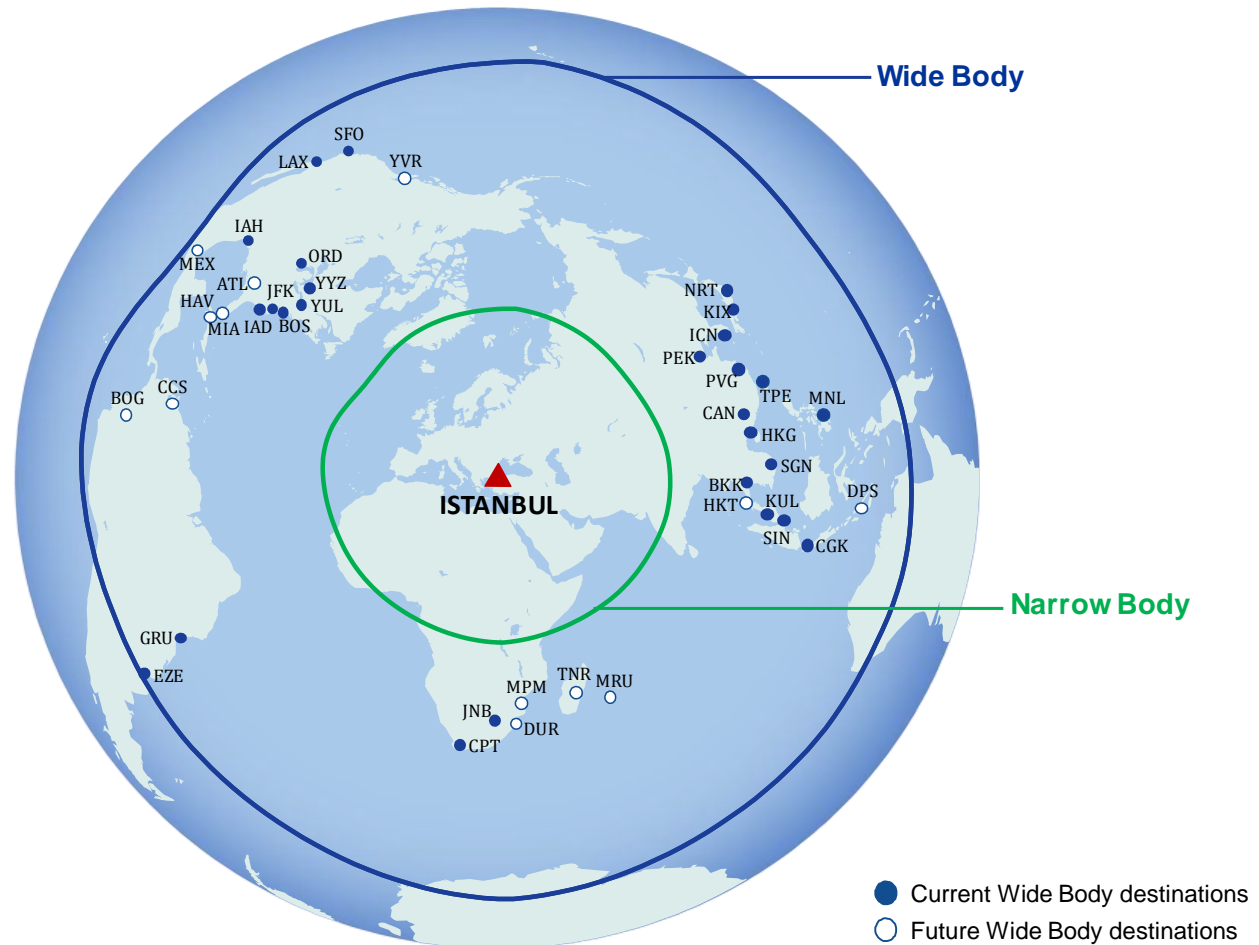 Wide Body
SFO
LAX
YVR
IAH
MEX
ORD
ATL
JFK
YYZ
HAV
MIA
IAD
BOS
YUL
NRT
KIX
ICN
PEK
PVG
TPE
MNL
BOG
CCS
CAN
HKG
SGN
BKK
HKT
KUL
DPS
SIN
CGK
ISTANBUL
Narrow Body
GRU
EZE
TNR
MRU
MPM
JNB
DUR
CPT
Current Wide Body destinations
Future Wide Body destinations